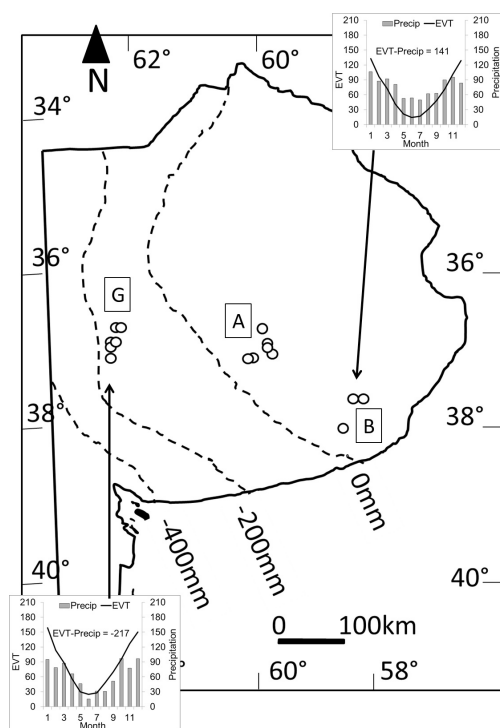 210
180
150
120
90
60
30
0
Precip EVT
EVT-Precip = 141
EVT
210
180
150
120
90
60
30
0
Precipitation
1 3 5 7 9 11
Month
62° 60°
N
34°
36°
36°
G
A
B
38°
38°
0mm
200mm
400mm
40°
40°
0 100km
60° 58°
°
210
180
150
120
90
60
30
0
Precip EVT
EVT-Precip = -217
EVT
210
180
150
120
90
60
30
0
Precipitation
1 3 5 7 9 11
Month